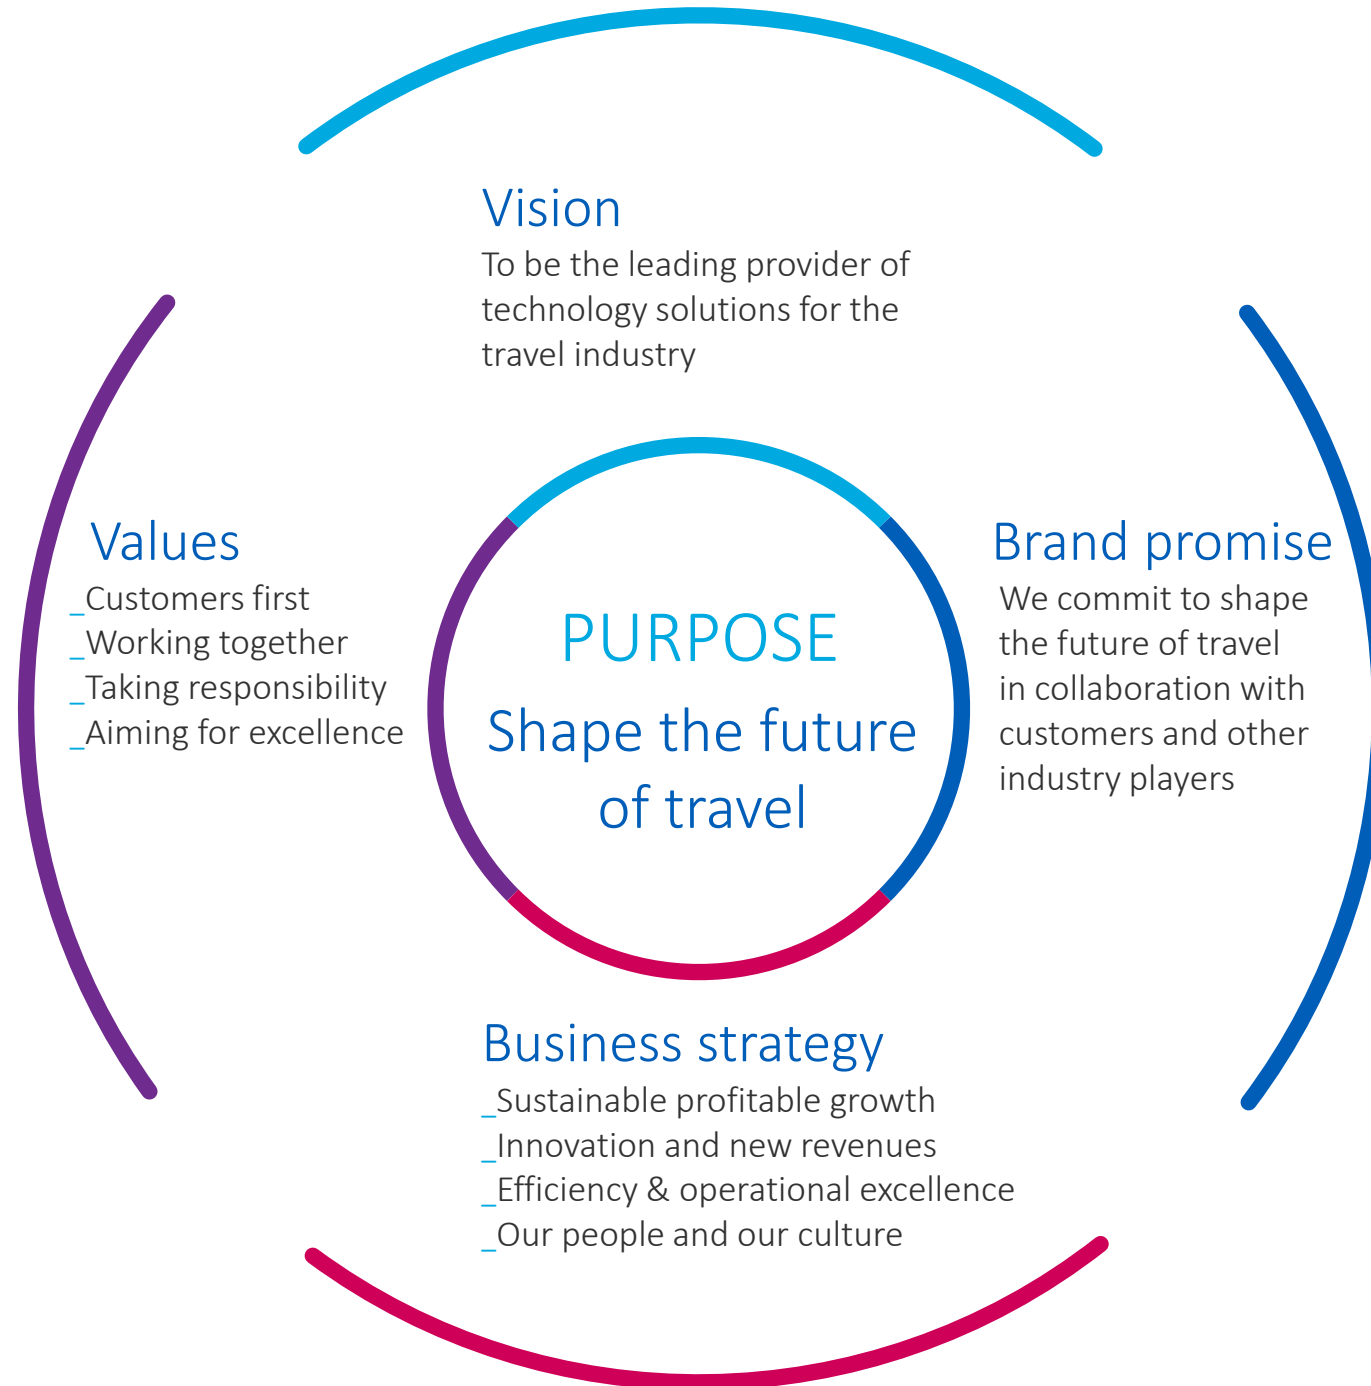 Vision
To be the leading provider of
technology solutions for the
travel industry
Values
_Customers first
_Working together
_Taking responsibility
_Aiming for excellence
PURPOSE
Shape the future
of travel
Brand promise
We commit to shape
the future of travel
in collaboration with
customers and other
industry players
Business strategy
_Sustainable profitable growth
_Innovation and new revenues
_Efficiency & operational excellence
_Our people and our culture